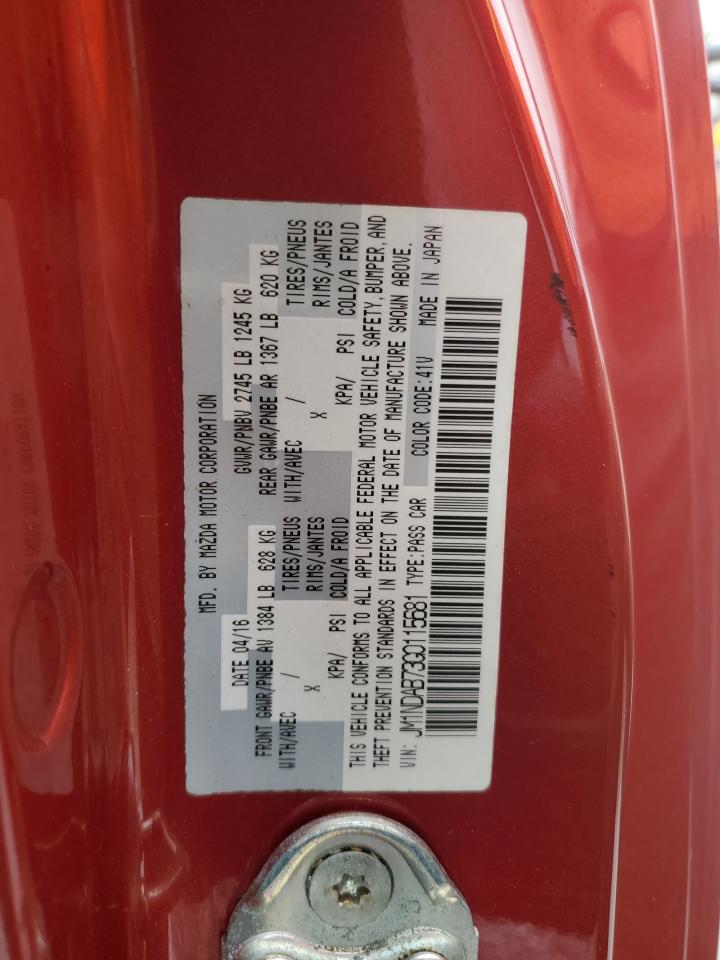 MFD. BY MAZDA MOTOR CORPORATION
DATE 04/16 GVWR/PNBV 2745 LB 1245 KG
FRONT GAWR/PNBE AV 1384 LB 628 KG REAR GAWR/PNBE AR 1367 LB 620 KG
WITH/AVEC / TIRES/PNEUS WITH/AVEC / TIRES/PNEUS
X RIMS/JANTES X RIMS/JANTES
KPA/ PSI COLD/A FROID KPA/ PSI COLD/A FROID
THIS VEHICLE CONFORMS TO ALL APPLICABLE FEDERAL MOTOR VEHICLE SAFETY, BUMPER, AND
THEFT PREVENTION STANDARDS IN EFFECT ON THE DATE OF MANUFACTURE SHOWN ABOVE.
VIN: JM1NDAB73G0115681 TYPE:PASS CAR COLOR CODE:41V MADE IN JAPAN